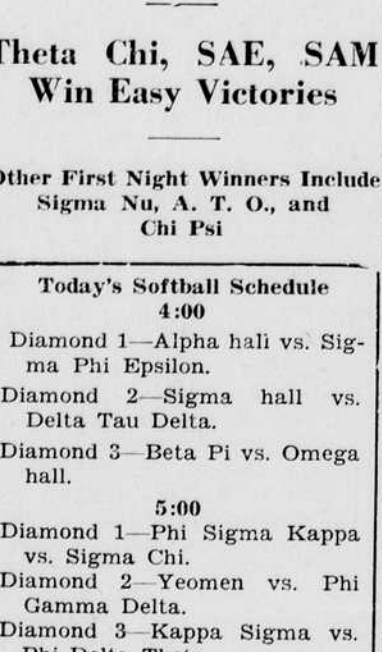 Theta Chi, SAE, SAM
Win Easy Victories
Other First Night Winners Include
Sigma Nu, A. T. O., and
Chi Psi
Today's Softball Schedule
4:00
Diamond 1—Alpha hall vs. Sig-
ma Phi Epsilon.
Diamond 2—Sigma hall vs.
Delta Tau Delta.
Diamond 3—Beta Pi vs. Omega
hall.
5:00
Diamond 1—Phi Sigma Kappa
vs. Sigma Chi.
Diamond 2—Yeomen vs. Phi
Gamma Delta.
Diamond 3—Kappa Sigma vs.